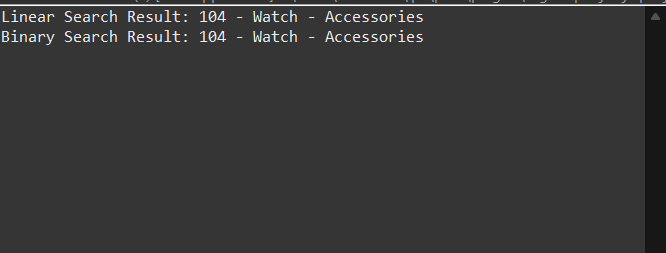 Linear Search Result: 104 - Watch - Accessories
Binary Search Result: 104 - Watch - Accessories